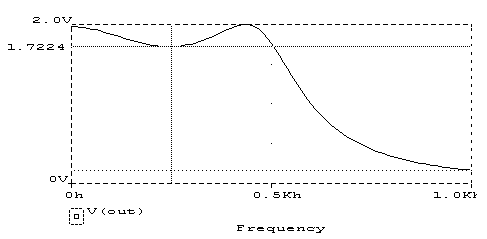 2.0V
1.7224
0V
0h 0.5Kh 1.0Kh
V(out)
Frequency